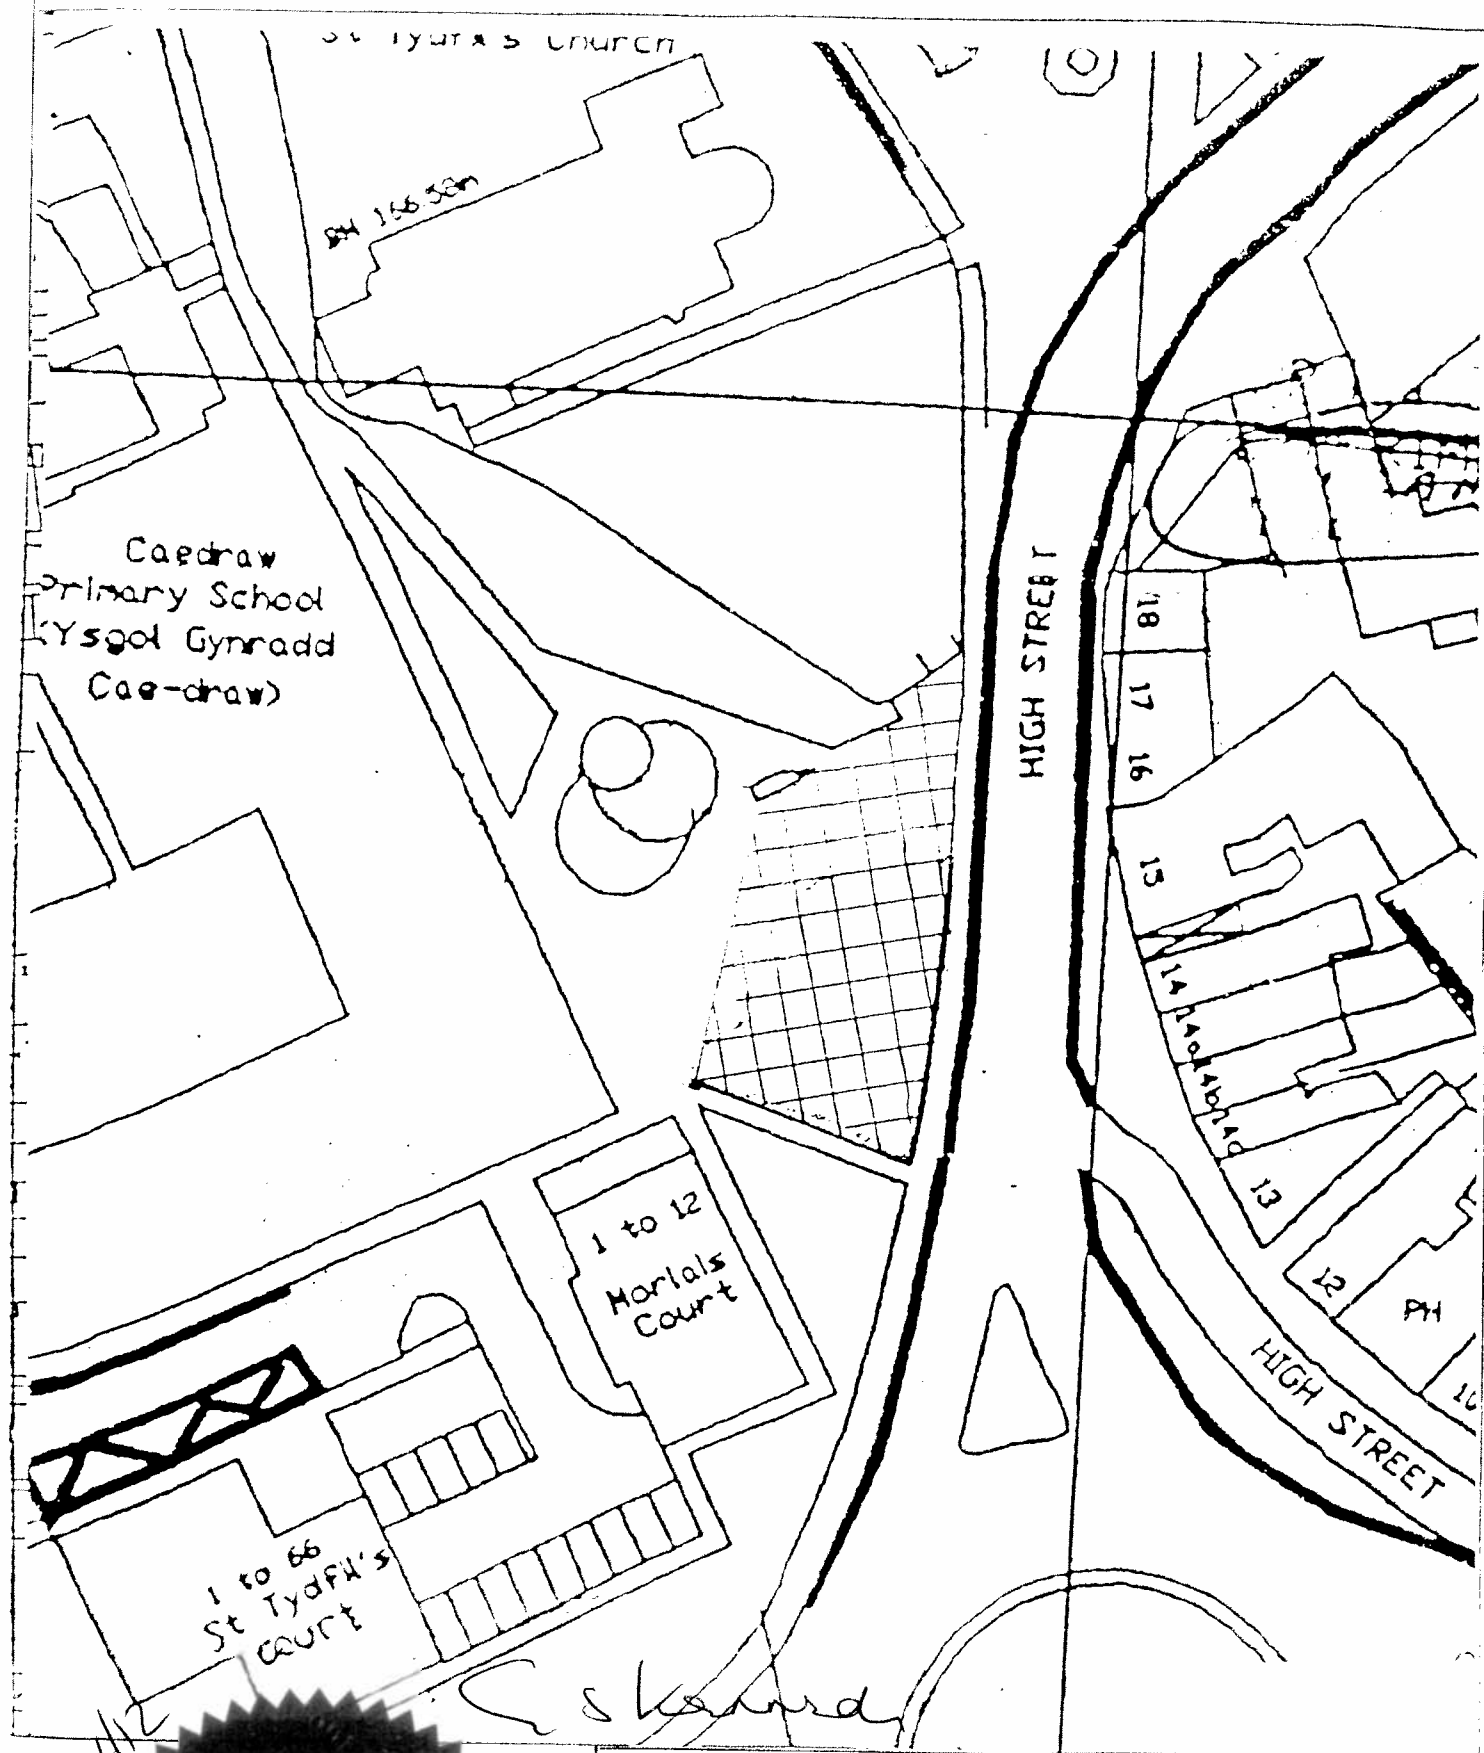 Church
BM 166.58m
Caedraw
Primary School
(Ysgol Gynradd
Cae-draw)
HIGH STREET
18
17
16
15
14
14a
14b
14c
13
12
PH
10
HIGH STREET
1 to 12
Morlais
Court
1 to 66
St Tydfil's
Court